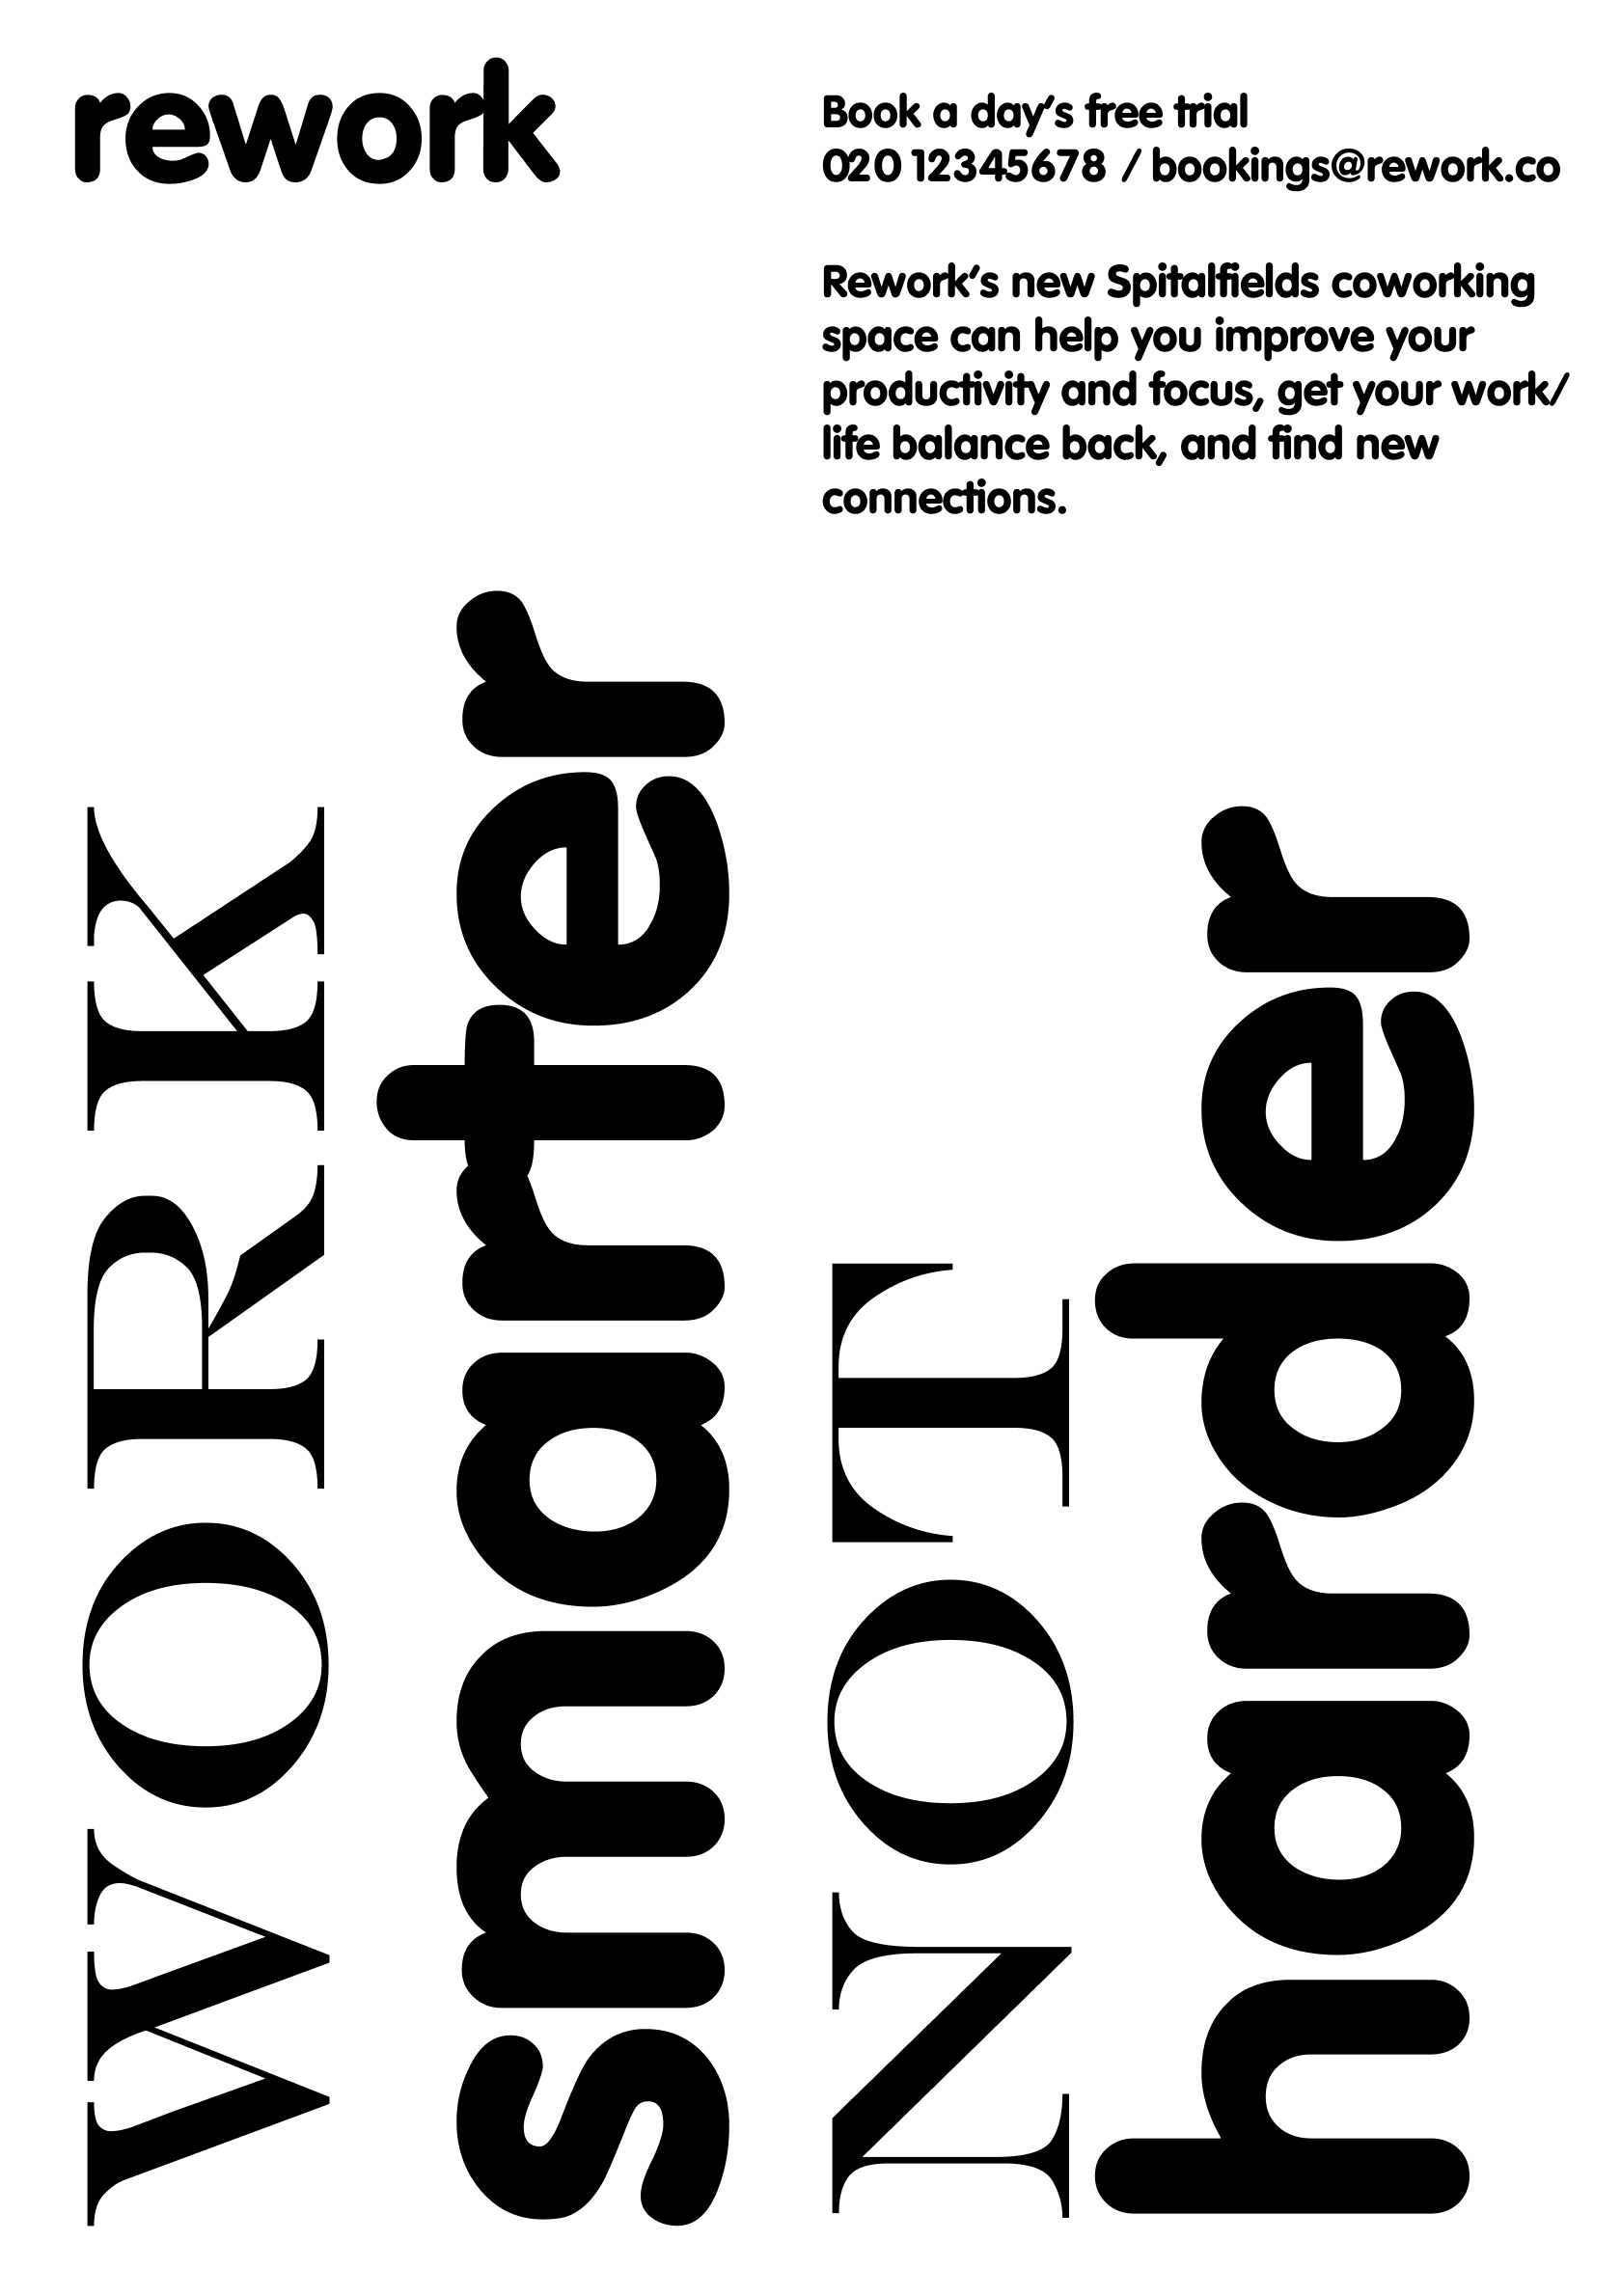 rework
Book a day's free trial
020 12345678 / bookings@rework.co
Rework's new Spitalfields coworking
space can help you improve your
productivity and focus, get your work/
life balance back, and find new
connections.
WORK
smarter
NOT
harder